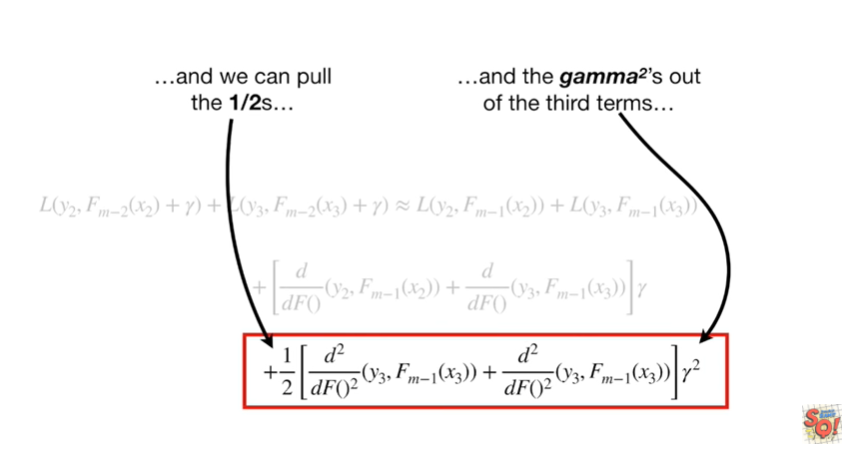 …and we can pull
the 1/2s…
…and the gamma²'s out
of the third terms…
L(y₂, Fₘ₋₂(x₂) + γ) + L(y₃, Fₘ₋₂(x₃) + γ) ≈ L(y₂, Fₘ₋₁(x₂)) + L(y₃, Fₘ₋₁(x₃))
+[d/dF() (y₂, Fₘ₋₁(x₂)) + d/dF() (y₃, Fₘ₋₁(x₃))]γ
+1/2[d²/dF()² (y₃, Fₘ₋₁(x₃)) + d²/dF()² (y₃, Fₘ₋₁(x₃))]γ²
SQ!